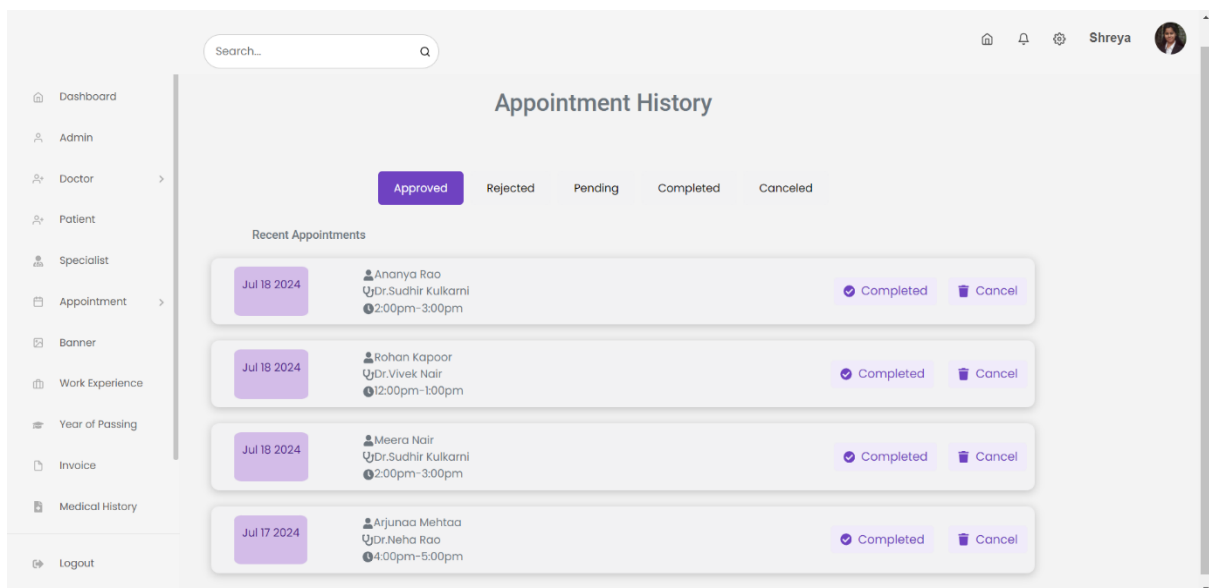 Search...
Shreya
Dashboard
Admin
Doctor
Patient
Specialist
Appointment
Banner
Work Experience
Year of Passing
Invoice
Medical History
Logout
Appointment History
Approved Rejected Pending Completed Canceled
Recent Appointments
Jul 18 2024
Ananya Rao
Dr.Sudhir Kulkarni
2:00pm-3:00pm
Completed Cancel
Jul 18 2024
Rohan Kapoor
Dr.Vivek Nair
12:00pm-1:00pm
Completed Cancel
Jul 18 2024
Meera Nair
Dr.Sudhir Kulkarni
2:00pm-3:00pm
Completed Cancel
Jul 17 2024
Arjunaa Mehtaa
Dr.Neha Rao
4:00pm-5:00pm
Completed Cancel